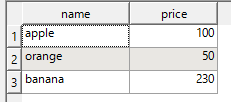 name price
1 apple 100
2 orange 50
3 banana 230